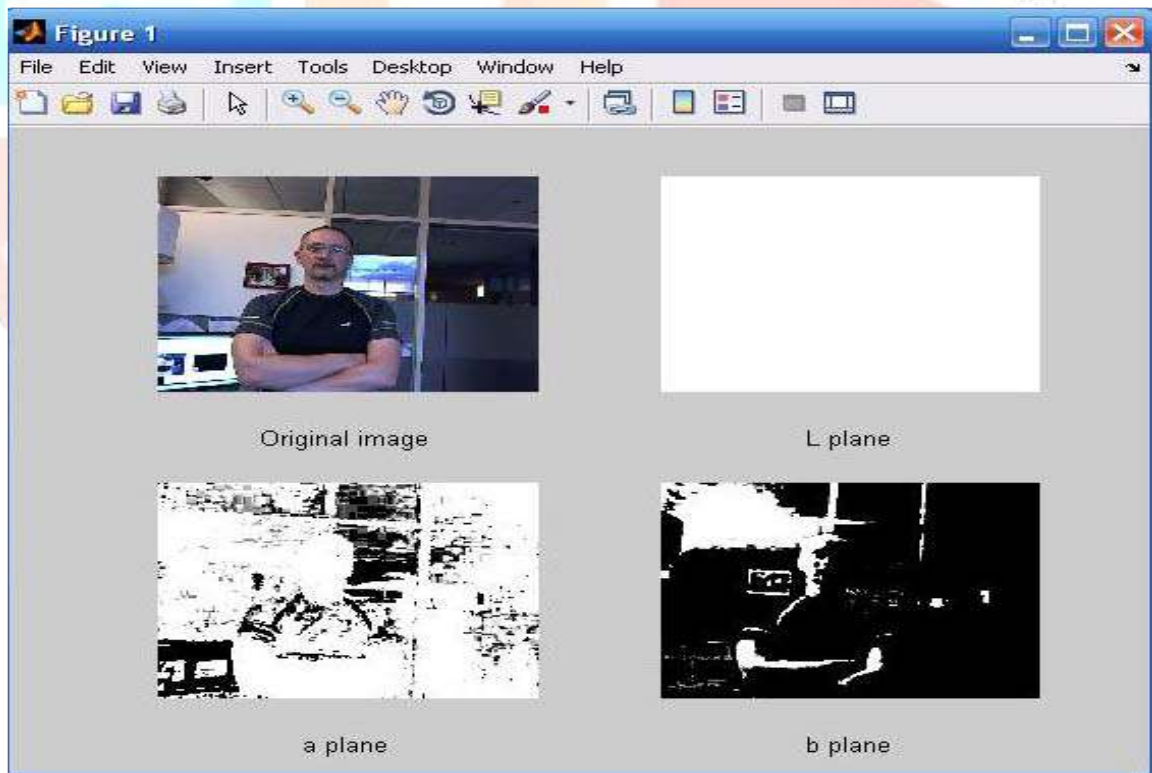 Figure 1
File Edit View Insert Tools Desktop Window Help
Original image
L plane
a plane
b plane